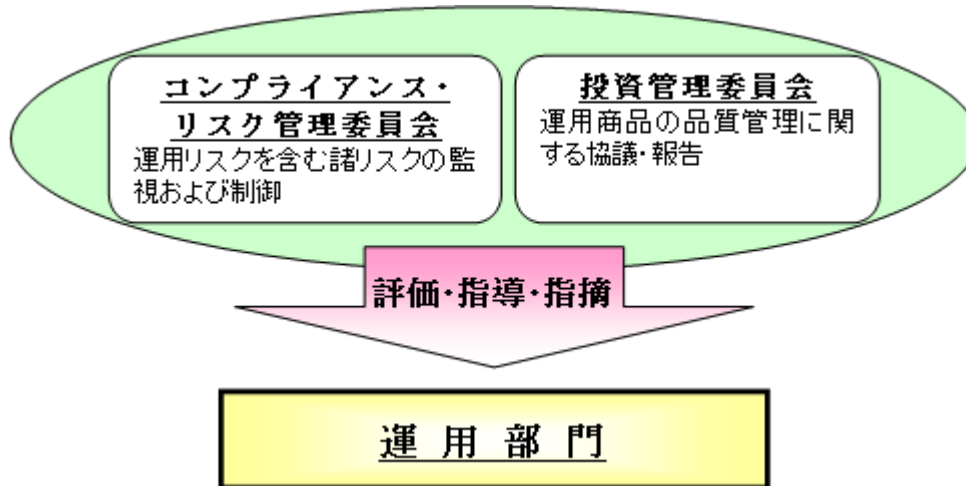 コンプライアンス・
リスク管理委員会
運用リスクを含む諸リスクの監
視および制御
投資管理委員会
運用商品の品質管理に関
する協議・報告
評価・指導・指摘
運用部門